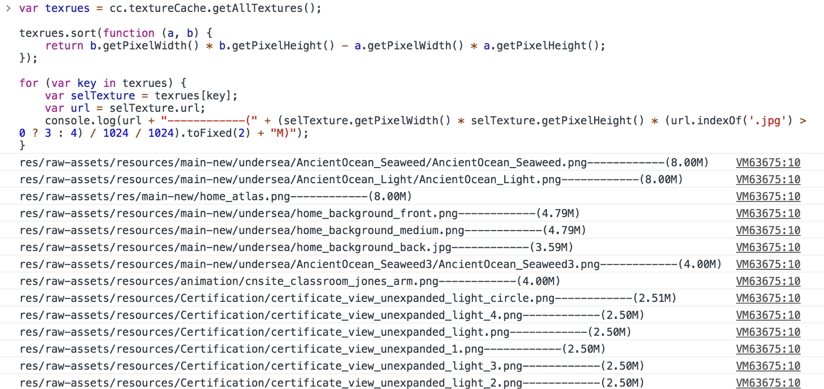 > var texrues = cc.textureCache.getAllTextures();
texrues.sort(function (a, b) {
return b.getPixelWidth() * b.getPixelHeight() - a.getPixelWidth() * a.getPixelHeight();
});
for (var key in texrues) {
var selTexture = texrues[key];
var url = selTexture.url;
console.log(url + "------------(" + (selTexture.getPixelWidth() * selTexture.getPixelHeight() * (url.indexOf('.jpg') >
0 ? 3 : 4) / 1024 / 1024).toFixed(2) + "M)");
}
res/raw-assets/resources/main-new/undersea/AncientOcean_Seaweed/AncientOcean_Seaweed.png------------(8.00M) VM63675:10
res/raw-assets/resources/main-new/undersea/AncientOcean_Light/AncientOcean_Light.png------------(8.00M) VM63675:10
res/raw-assets/res/main-new/home_atlas.png------------(8.00M) VM63675:10
res/raw-assets/resources/main-new/undersea/home_background_front.png------------(4.79M) VM63675:10
res/raw-assets/resources/main-new/undersea/home_background_medium.png------------(4.79M) VM63675:10
res/raw-assets/resources/main-new/undersea/home_background_back.jpg------------(3.59M) VM63675:10
res/raw-assets/resources/main-new/undersea/AncientOcean_Seaweed3/AncientOcean_Seaweed3.png------------(4.00M) VM63675:10
res/raw-assets/resources/animation/cnsite_classroom_jones_arm.png------------(4.00M) VM63675:10
res/raw-assets/resources/Certification/certificate_view_unexpanded_light_circle.png------------(2.51M) VM63675:10
res/raw-assets/resources/Certification/certificate_view_unexpanded_light_4.png------------(2.50M) VM63675:10
res/raw-assets/resources/Certification/certificate_view_unexpanded_light.png------------(2.50M) VM63675:10
res/raw-assets/resources/Certification/certificate_view_unexpanded_1.png------------(2.50M) VM63675:10
res/raw-assets/resources/Certification/certificate_view_unexpanded_light_3.png------------(2.50M) VM63675:10
res/raw-assets/resources/Certification/certificate_view_unexpanded_light_2.png------------(2.50M) VM63675:10